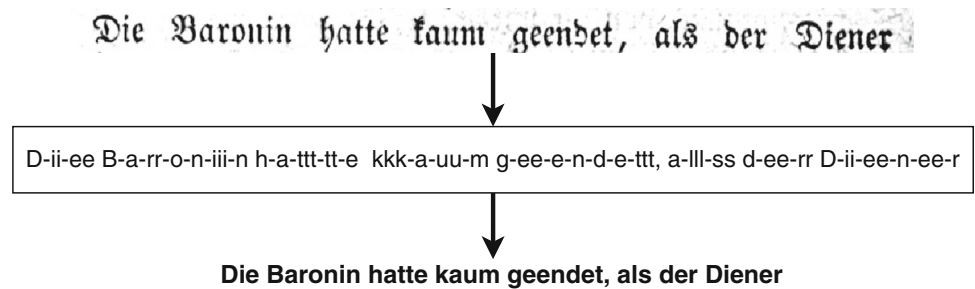 Die Baronin hatte kaum geendet, als der Diener
D-ii-ee B-a-rr-o-n-iii-n h-a-ttt-tt-e kkk-a-uu-m g-ee-e-n-d-e-ttt, a-lll-ss d-ee-rr D-ii-ee-n-ee-r
Die Baronin hatte kaum geendet, als der Diener